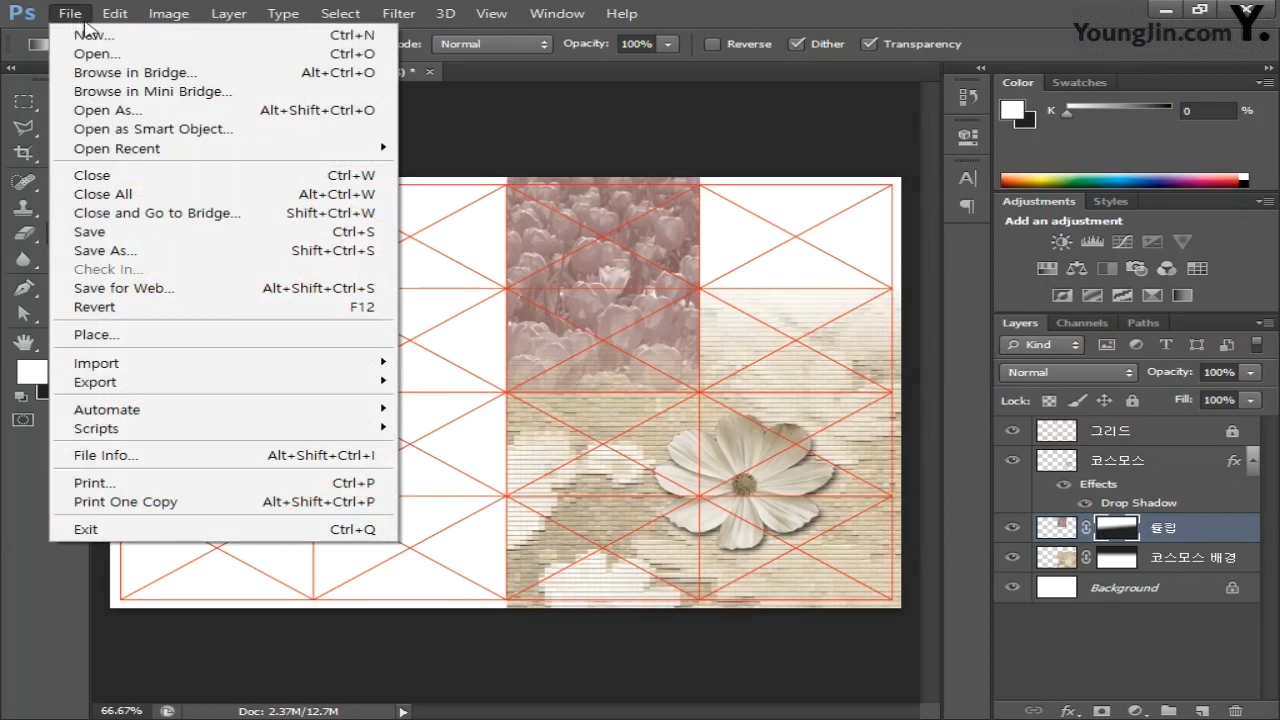 Ps File Edit Image Layer Type Select Filter 3D View Window Help
YoungJin.com Y.
Normal Opacity: 100% Reverse Dither Transparency
New... Ctrl+N
Open... Ctrl+O
Browse in Bridge... Alt+Ctrl+O
Browse in Mini Bridge...
Open As... Alt+Shift+Ctrl+O
Open as Smart Object...
Open Recent
Close Ctrl+W
Close All Alt+Ctrl+W
Close and Go to Bridge... Shift+Ctrl+W
Save Ctrl+S
Save As... Shift+Ctrl+S
Check In...
Save for Web... Alt+Shift+Ctrl+S
Revert F12
Place...
Import
Export
Automate
Scripts
File Info... Alt+Shift+Ctrl+I
Print... Ctrl+P
Print One Copy Alt+Shift+Ctrl+P
Exit Ctrl+Q
Color Swatches
K 0 %
Adjustments Styles
Add an adjustment
Layers Channels Paths
Kind
Normal Opacity: 100%
Lock: Fill: 100%
그리드
코스모스 fx
Effects
Drop Shadow
튤립
코스모스 배경
Background
66.67% Doc: 2.37M/12.7M